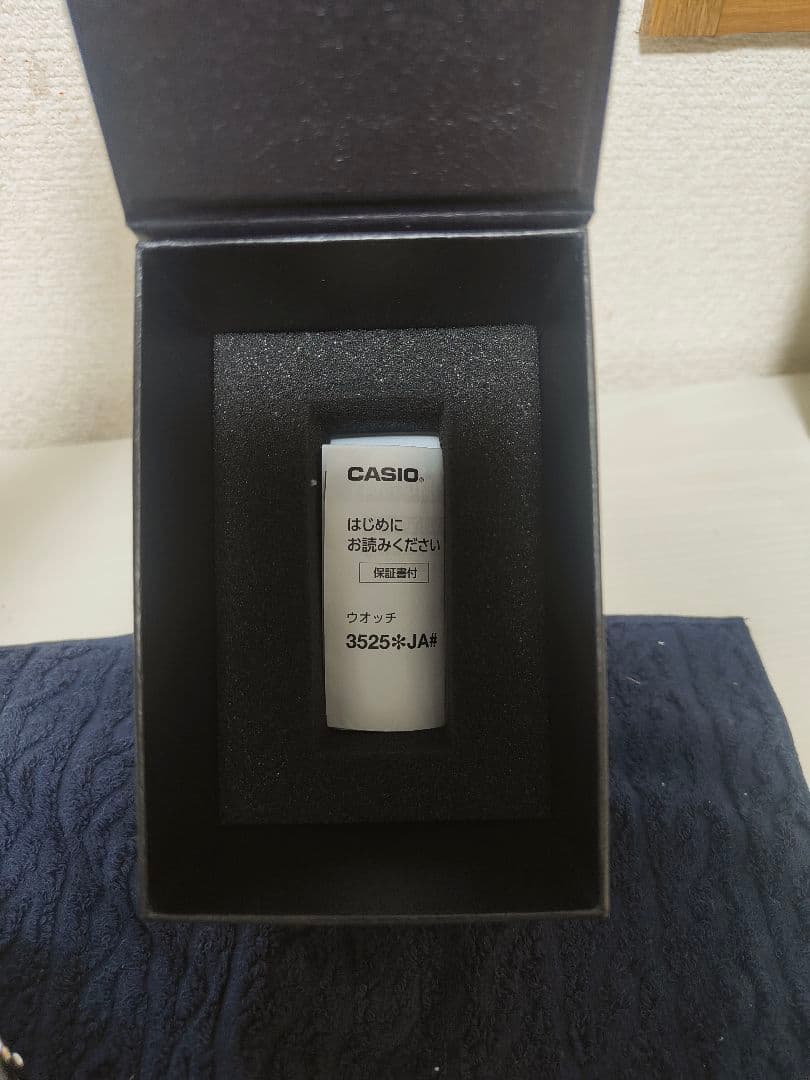 CASIO®
はじめに
お読みください
保証書付
ウオッチ
3525✻JA#